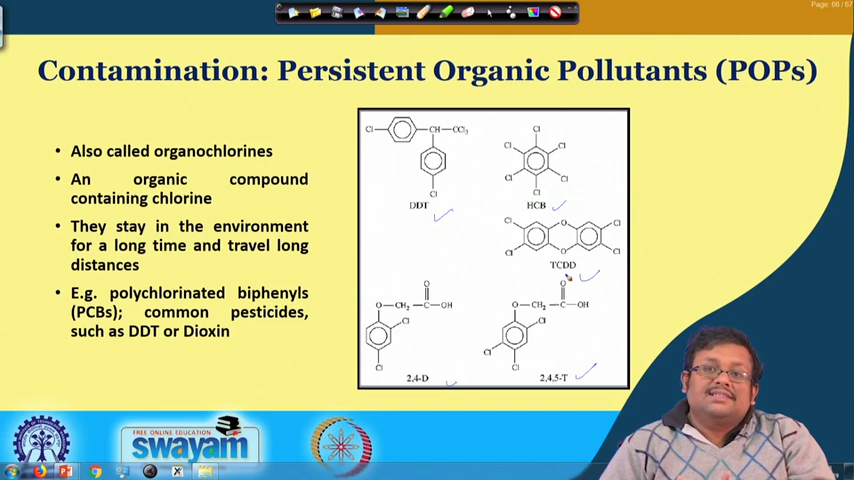 Page: 66 / 67
Contamination: Persistent Organic Pollutants (POPs)
• Also called organochlorines
• An organic compound
containing chlorine
• They stay in the environment
for a long time and travel long
distances
• E.g. polychlorinated biphenyls
(PCBs); common pesticides,
such as DDT or Dioxin
Cl CH CCl3
Cl
DDT
Cl
Cl Cl
Cl Cl
Cl
HCB
Cl O Cl
Cl O Cl
TCDD
O
O CH2 C OH
Cl
Cl
2,4-D
O
O CH2 C OH
Cl
Cl
Cl
2,4,5-T
FREE ONLINE EDUCATION
swayam